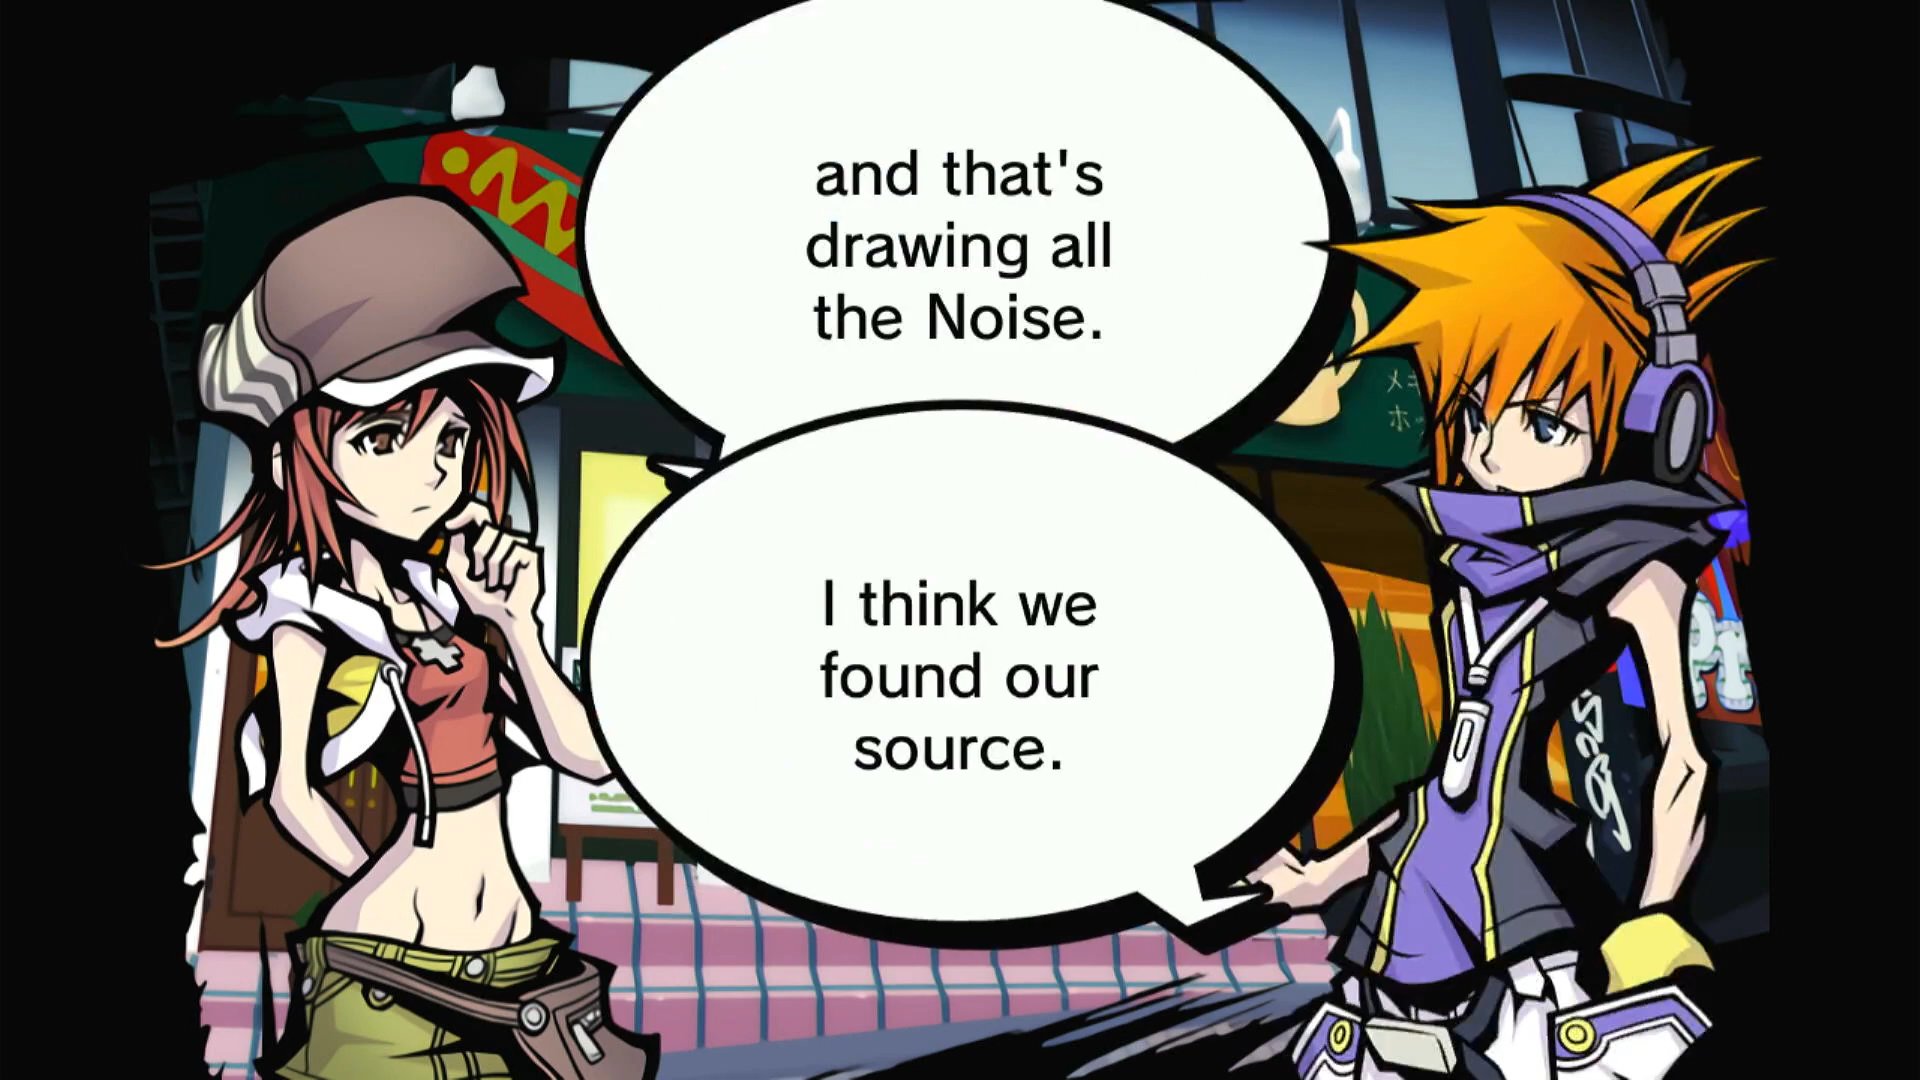 and that's
drawing all
the Noise.
I think we
found our
source.